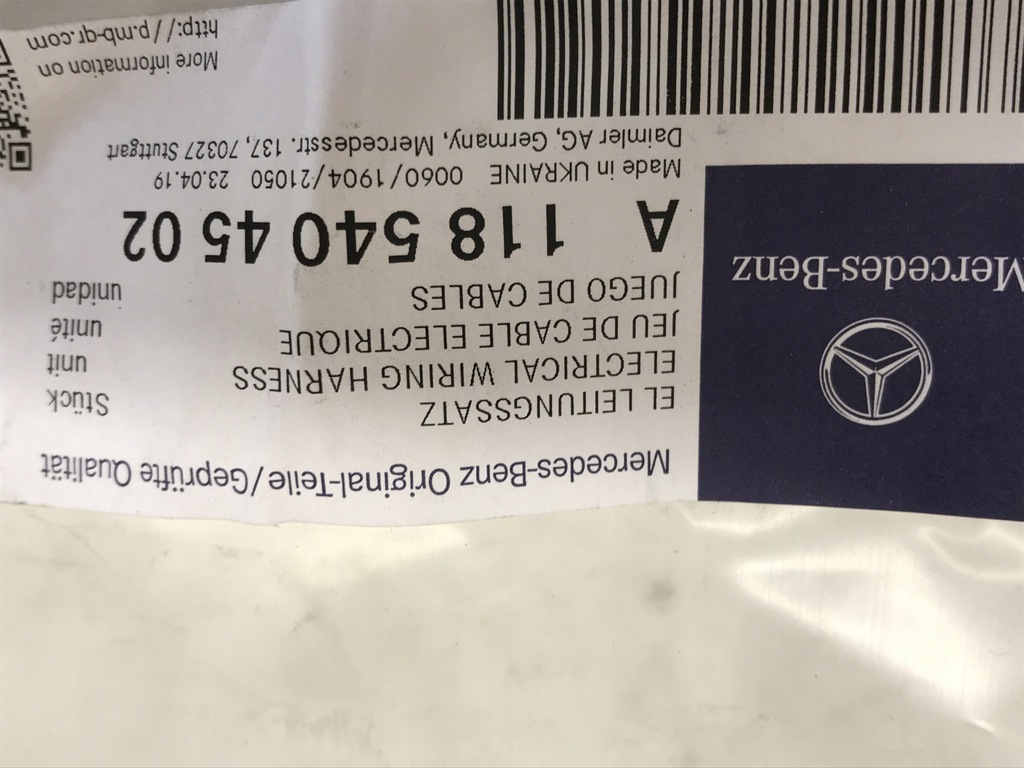 Mercedes-Benz Original-Teile/Geprüfte Qualität
EL LEITUNGSSATZ Stück
ELECTRICAL WIRING HARNESS unit
JEU DE CABLE ELECTRIQUE unité
JUEGO DE CABLES unidad
A 118 540 45 02
Made in UKRAINE 0060/1904/21050 23.04.19
Daimler AG, Germany, Mercedesstr. 137, 70327 Stuttgart
More information on
http://p.mb-qr.com
Mercedes-Benz